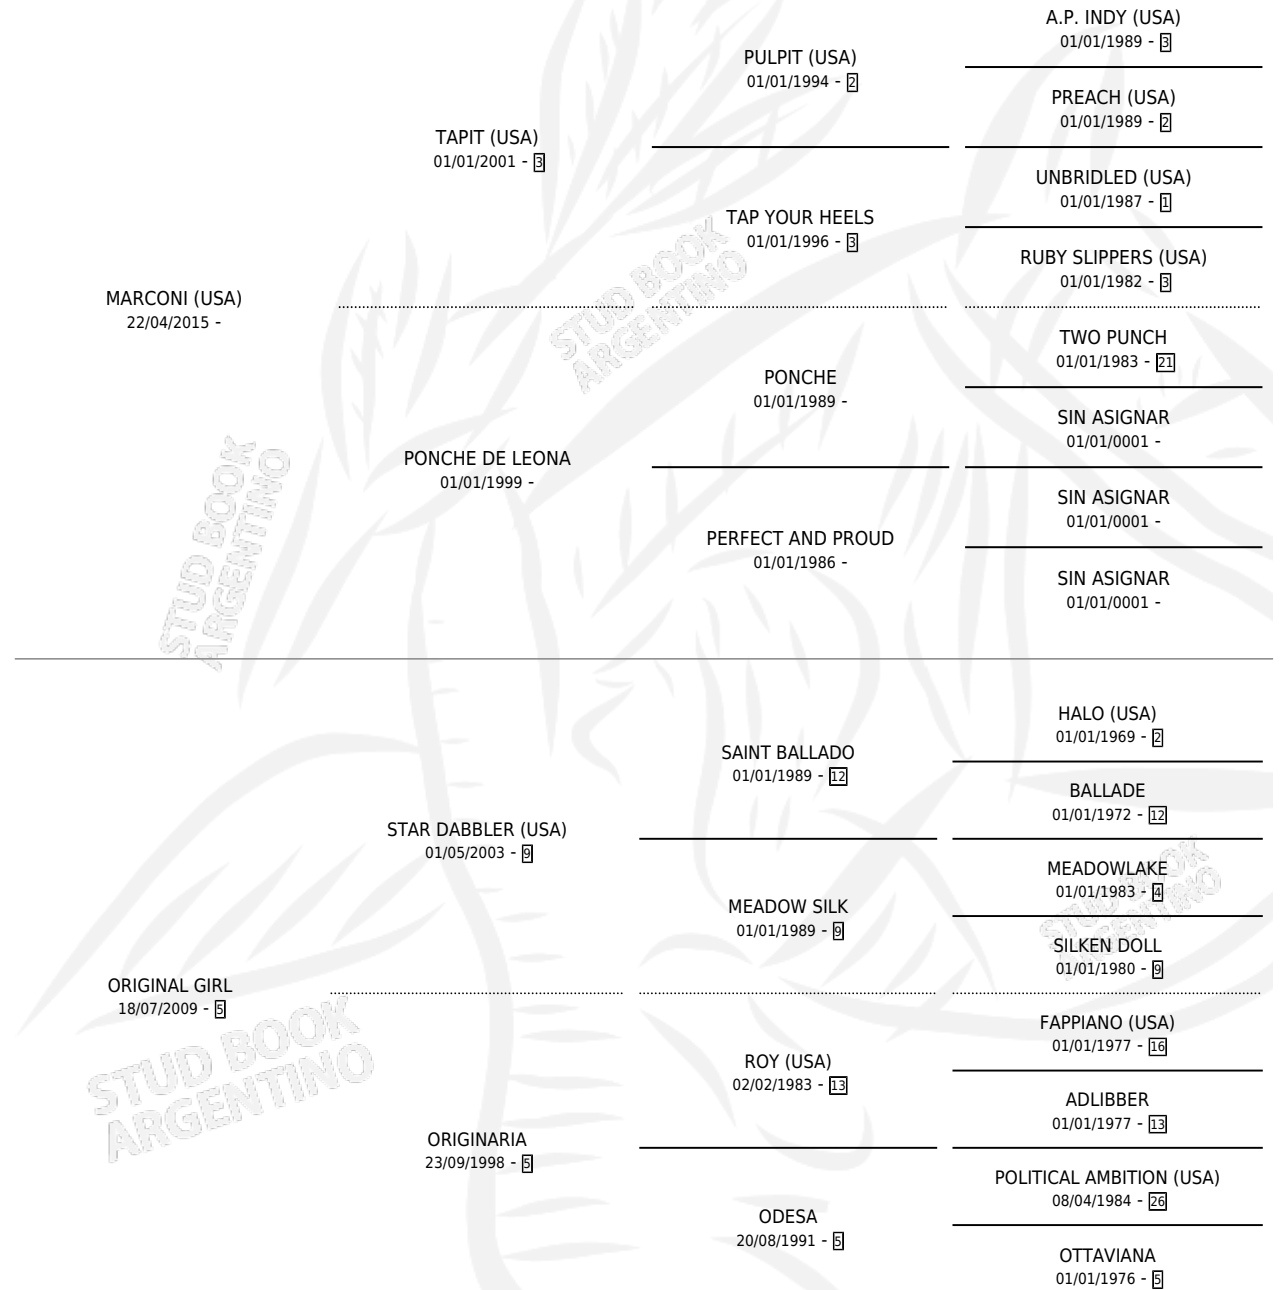 A.P. INDY (USA)
01/01/1989 - 3
PULPIT (USA)
01/01/1994 - 2
PREACH (USA)
01/01/1989 - 2
TAPIT (USA)
01/01/2001 - 3
UNBRIDLED (USA)
01/01/1987 - 1
TAP YOUR HEELS
01/01/1996 - 3
RUBY SLIPPERS (USA)
01/01/1982 - 3
MARCONI (USA)
22/04/2015 -
TWO PUNCH
01/01/1983 - 21
PONCHE
01/01/1989 -
SIN ASIGNAR
01/01/0001 -
PONCHE DE LEONA
01/01/1999 -
SIN ASIGNAR
01/01/0001 -
PERFECT AND PROUD
01/01/1986 -
SIN ASIGNAR
01/01/0001 -
HALO (USA)
01/01/1969 - 2
SAINT BALLADO
01/01/1989 - 12
BALLADE
01/01/1972 - 12
STAR DABBLER (USA)
01/05/2003 - 9
MEADOWLAKE
01/01/1983 - 4
MEADOW SILK
01/01/1989 - 9
SILKEN DOLL
01/01/1980 - 9
ORIGINAL GIRL
18/07/2009 - 5
FAPPIANO (USA)
01/01/1977 - 16
ROY (USA)
02/02/1983 - 13
ADLIBBER
01/01/1977 - 13
ORIGINARIA
23/09/1998 - 5
POLITICAL AMBITION (USA)
08/04/1984 - 26
ODESA
20/08/1991 - 5
OTTAVIANA
01/01/1976 - 5
STUD BOOK
ARGENTINO
STUD BOOK
ARGENTINO
STUD BOOK
ARGENTINO
STUD BOOK
ARGENTINO